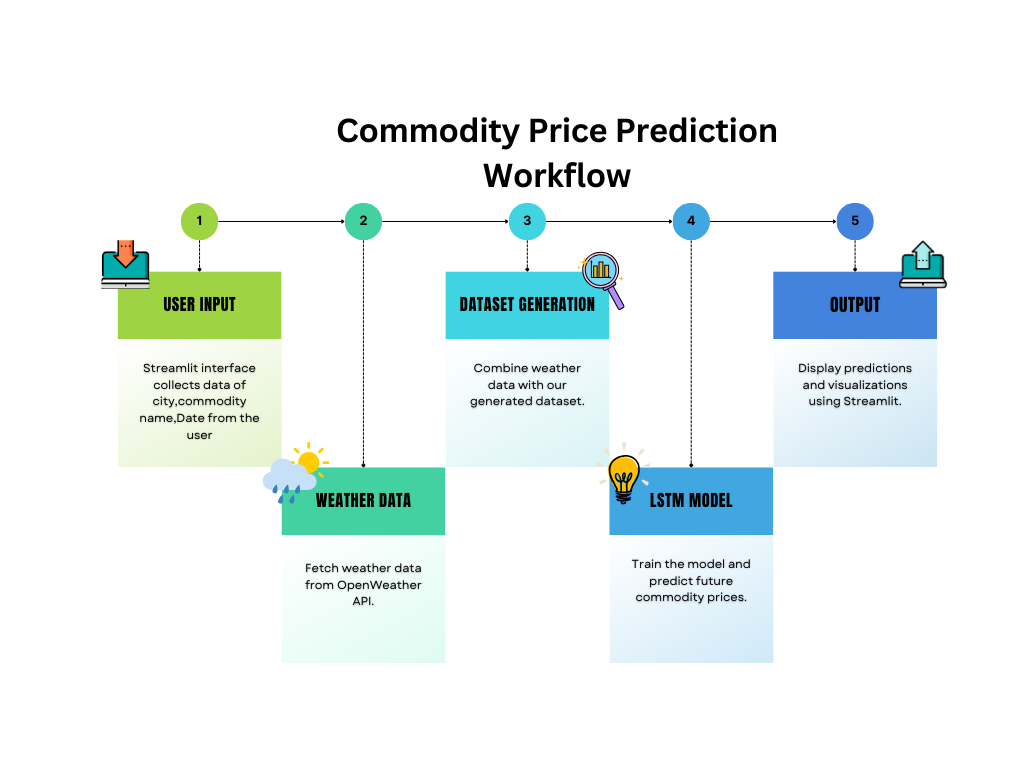 Commodity Price Prediction
Workflow
1
2
3
4
5
USER INPUT
Streamlit interface
collects data of
city,commodity
name,Date from the
user
WEATHER DATA
Fetch weather data
from OpenWeather
API.
DATASET GENERATION
Combine weather
data with our
generated dataset.
LSTM MODEL
Train the model and
predict future
commodity prices.
OUTPUT
Display predictions
and visualizations
using Streamlit.